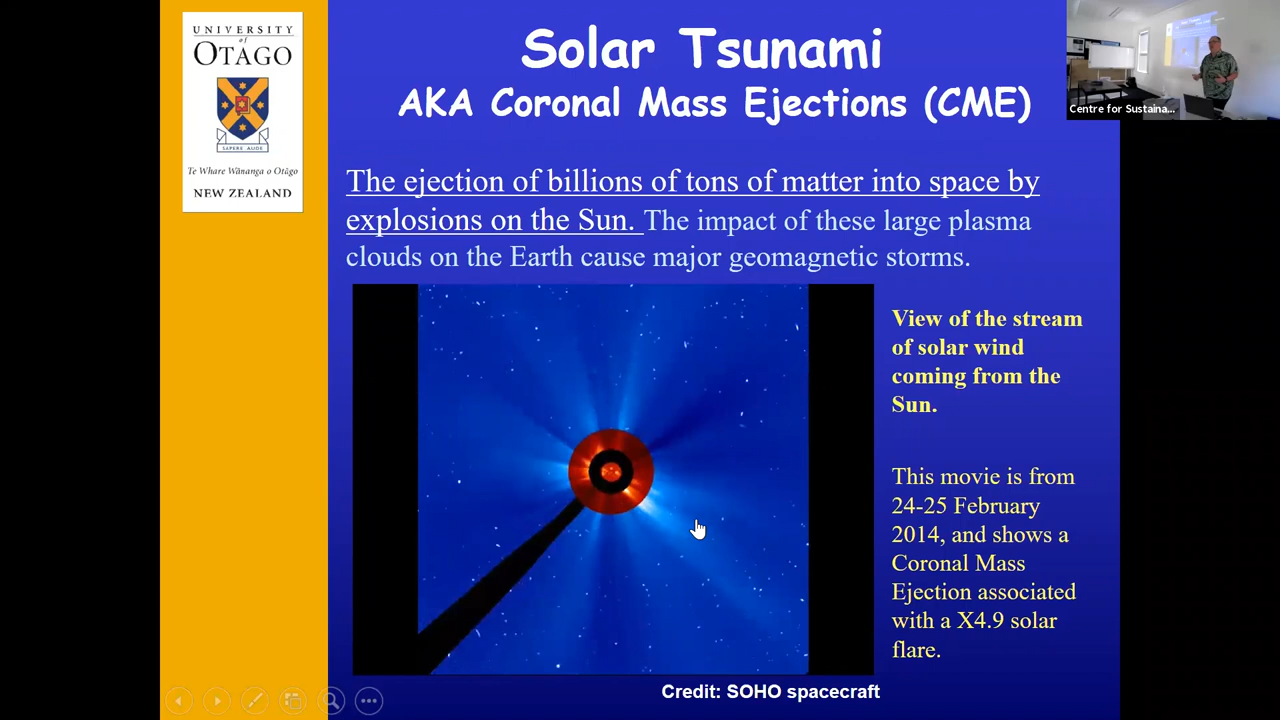 UNIVERSITY
of
OTAGO
SAPERE AUDE
Te Whare Wānanga o Otāgo
NEW ZEALAND
Solar Tsunami
AKA Coronal Mass Ejections (CME)
The ejection of billions of tons of matter into space by
explosions on the Sun. The impact of these large plasma
clouds on the Earth cause major geomagnetic storms.
View of the stream
of solar wind
coming from the
Sun.
This movie is from
24-25 February
2014, and shows a
Coronal Mass
Ejection associated
with a X4.9 solar
flare.
Credit: SOHO spacecraft
Centre for Sustaina...